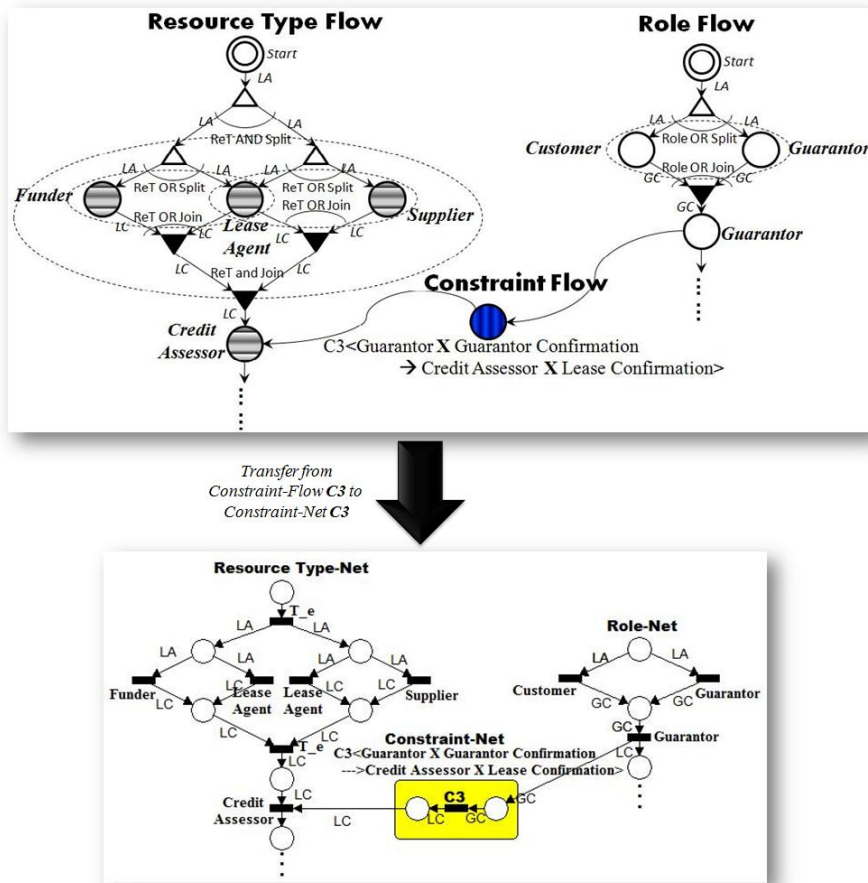 Resource Type Flow
Role Flow
Start
Start
LA
LA
LA
LA
ReT AND Split
LA
LA
Role OR Split
Customer
Guarantor
LA
LA
LA
LA
ReT OR Split
ReT OR Split
Role OR Join
Funder
GC
GC
ReT OR Join
ReT OR Join
Supplier
Lease
Agent
LC
LC
LC
LC
GC
Guarantor
LC
ReT and Join
LC
Constraint Flow
LC
Credit
Assessor
C3<Guarantor X Guarantor Confirmation
→ Credit Assessor X Lease Confirmation>
Transfer from
Constraint-Flow C3 to
Constraint-Net C3
Resource Type-Net
T_e
Role-Net
LA
LA
LA
LA
LA
LA
LA
LA
Funder
Lease
Agent
Lease
Agent
Supplier
Customer
Guarantor
LC
LC
LC
LC
GC
GC
LC
LC
GC
Guarantor
Constraint-Net
T_e
C3<Guarantor X Guarantor Confirmation
--->Credit Assessor X Lease Confirmation>
LC
LC
LC
C3
GC
Credit
Assessor
LC
LC
GC